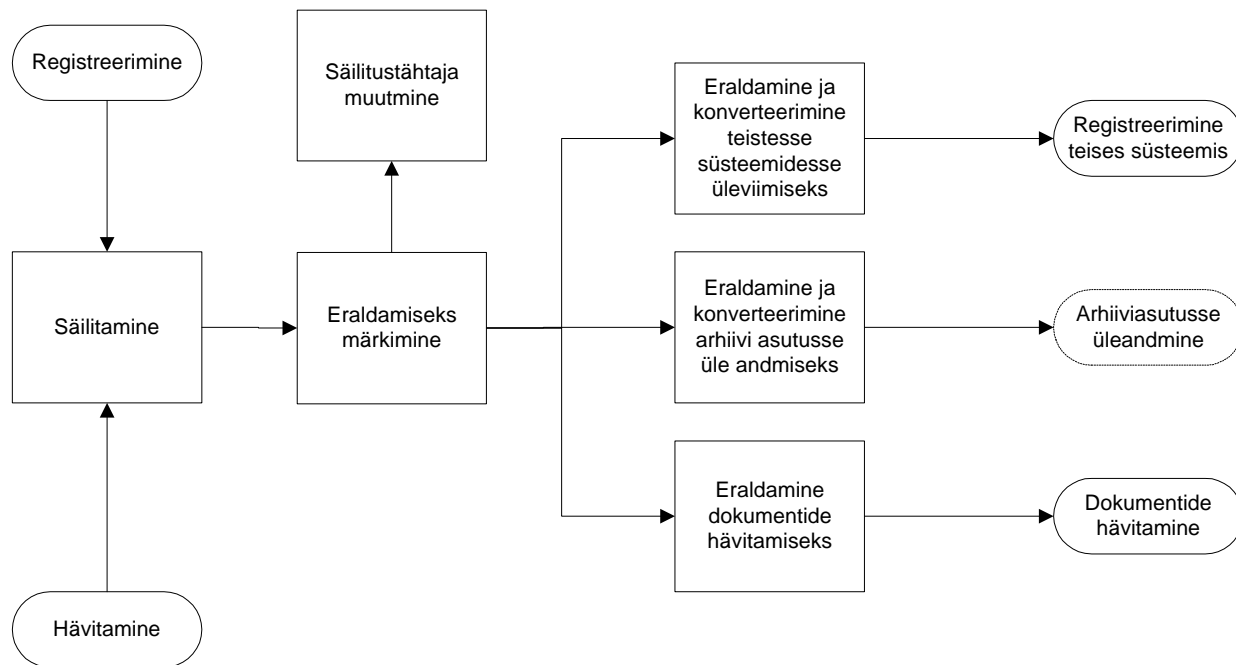 Registreerimine
Säilitustähtaja
muutmine
Eraldamine ja
konverteerimine
teistesse
süsteemidesse
üleviimiseks
Registreerimine
teises süsteemis
Säilitamine
Eraldamiseks
märkimine
Eraldamine ja
konverteerimine
arhiivi asutusse
üle andmiseks
Arhiiviasutusse
üleandmine
Eraldamine
dokumentide
hävitamiseks
Dokumentide
hävitamine
Hävitamine